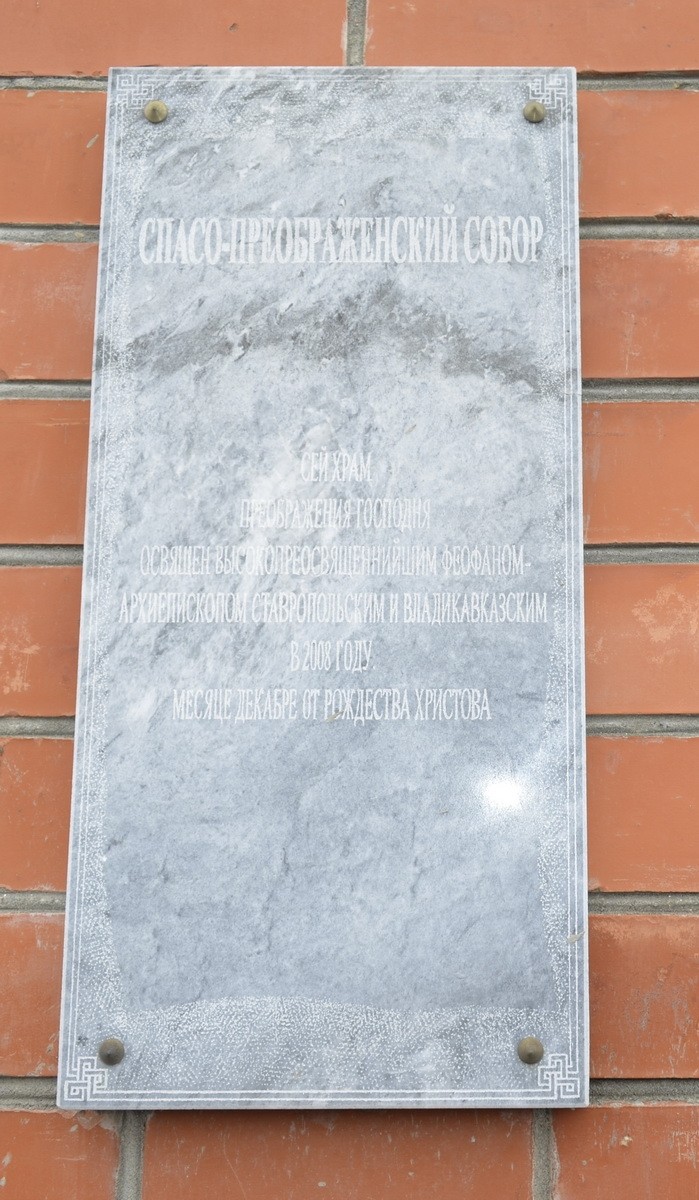 СПАСО-ПРЕОБРАЖЕНСКИЙ СОБОР
СЕЙ ХРАМ
ПРЕОБРАЖЕНИЯ ГОСПОДНЯ
ОСВЯЩЕН ВЫСОКОПРЕОСВЯЩЕННИЙШИМ ФЕОФАНОМ-
АРХИЕПИСКОПОМ СТАВРОПОЛЬСКИМ И ВЛАДИКАВКАЗСКИМ
В 2008 ГОДУ.
МЕСЯЦЕ ДЕКАБРЕ ОТ РОЖДЕСТВА ХРИСТОВА